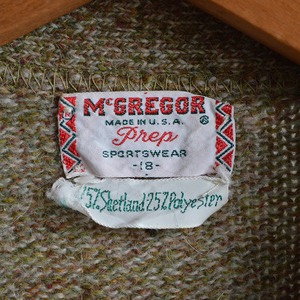 McGREGOR
MADE IN U.S.A. ®
Prep
SPORTSWEAR
-18-
75% Shetland 25% Polyester